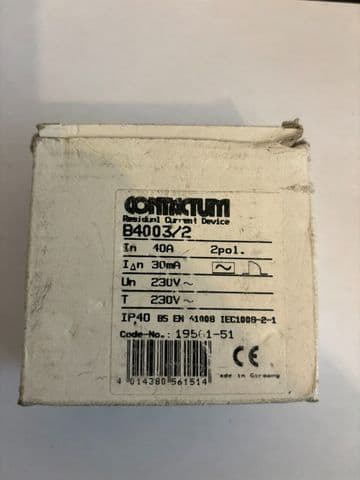 CONTACTUM
Residual Current Device
B4003/2
In 40A 2pol.
I∆n 30mA
Un 230V ~
T 230V ~
IP40 BS EN 61008 IEC1008-2-1
Code-No.: 19561-51
4 014380 561514
CE
Made in Germany